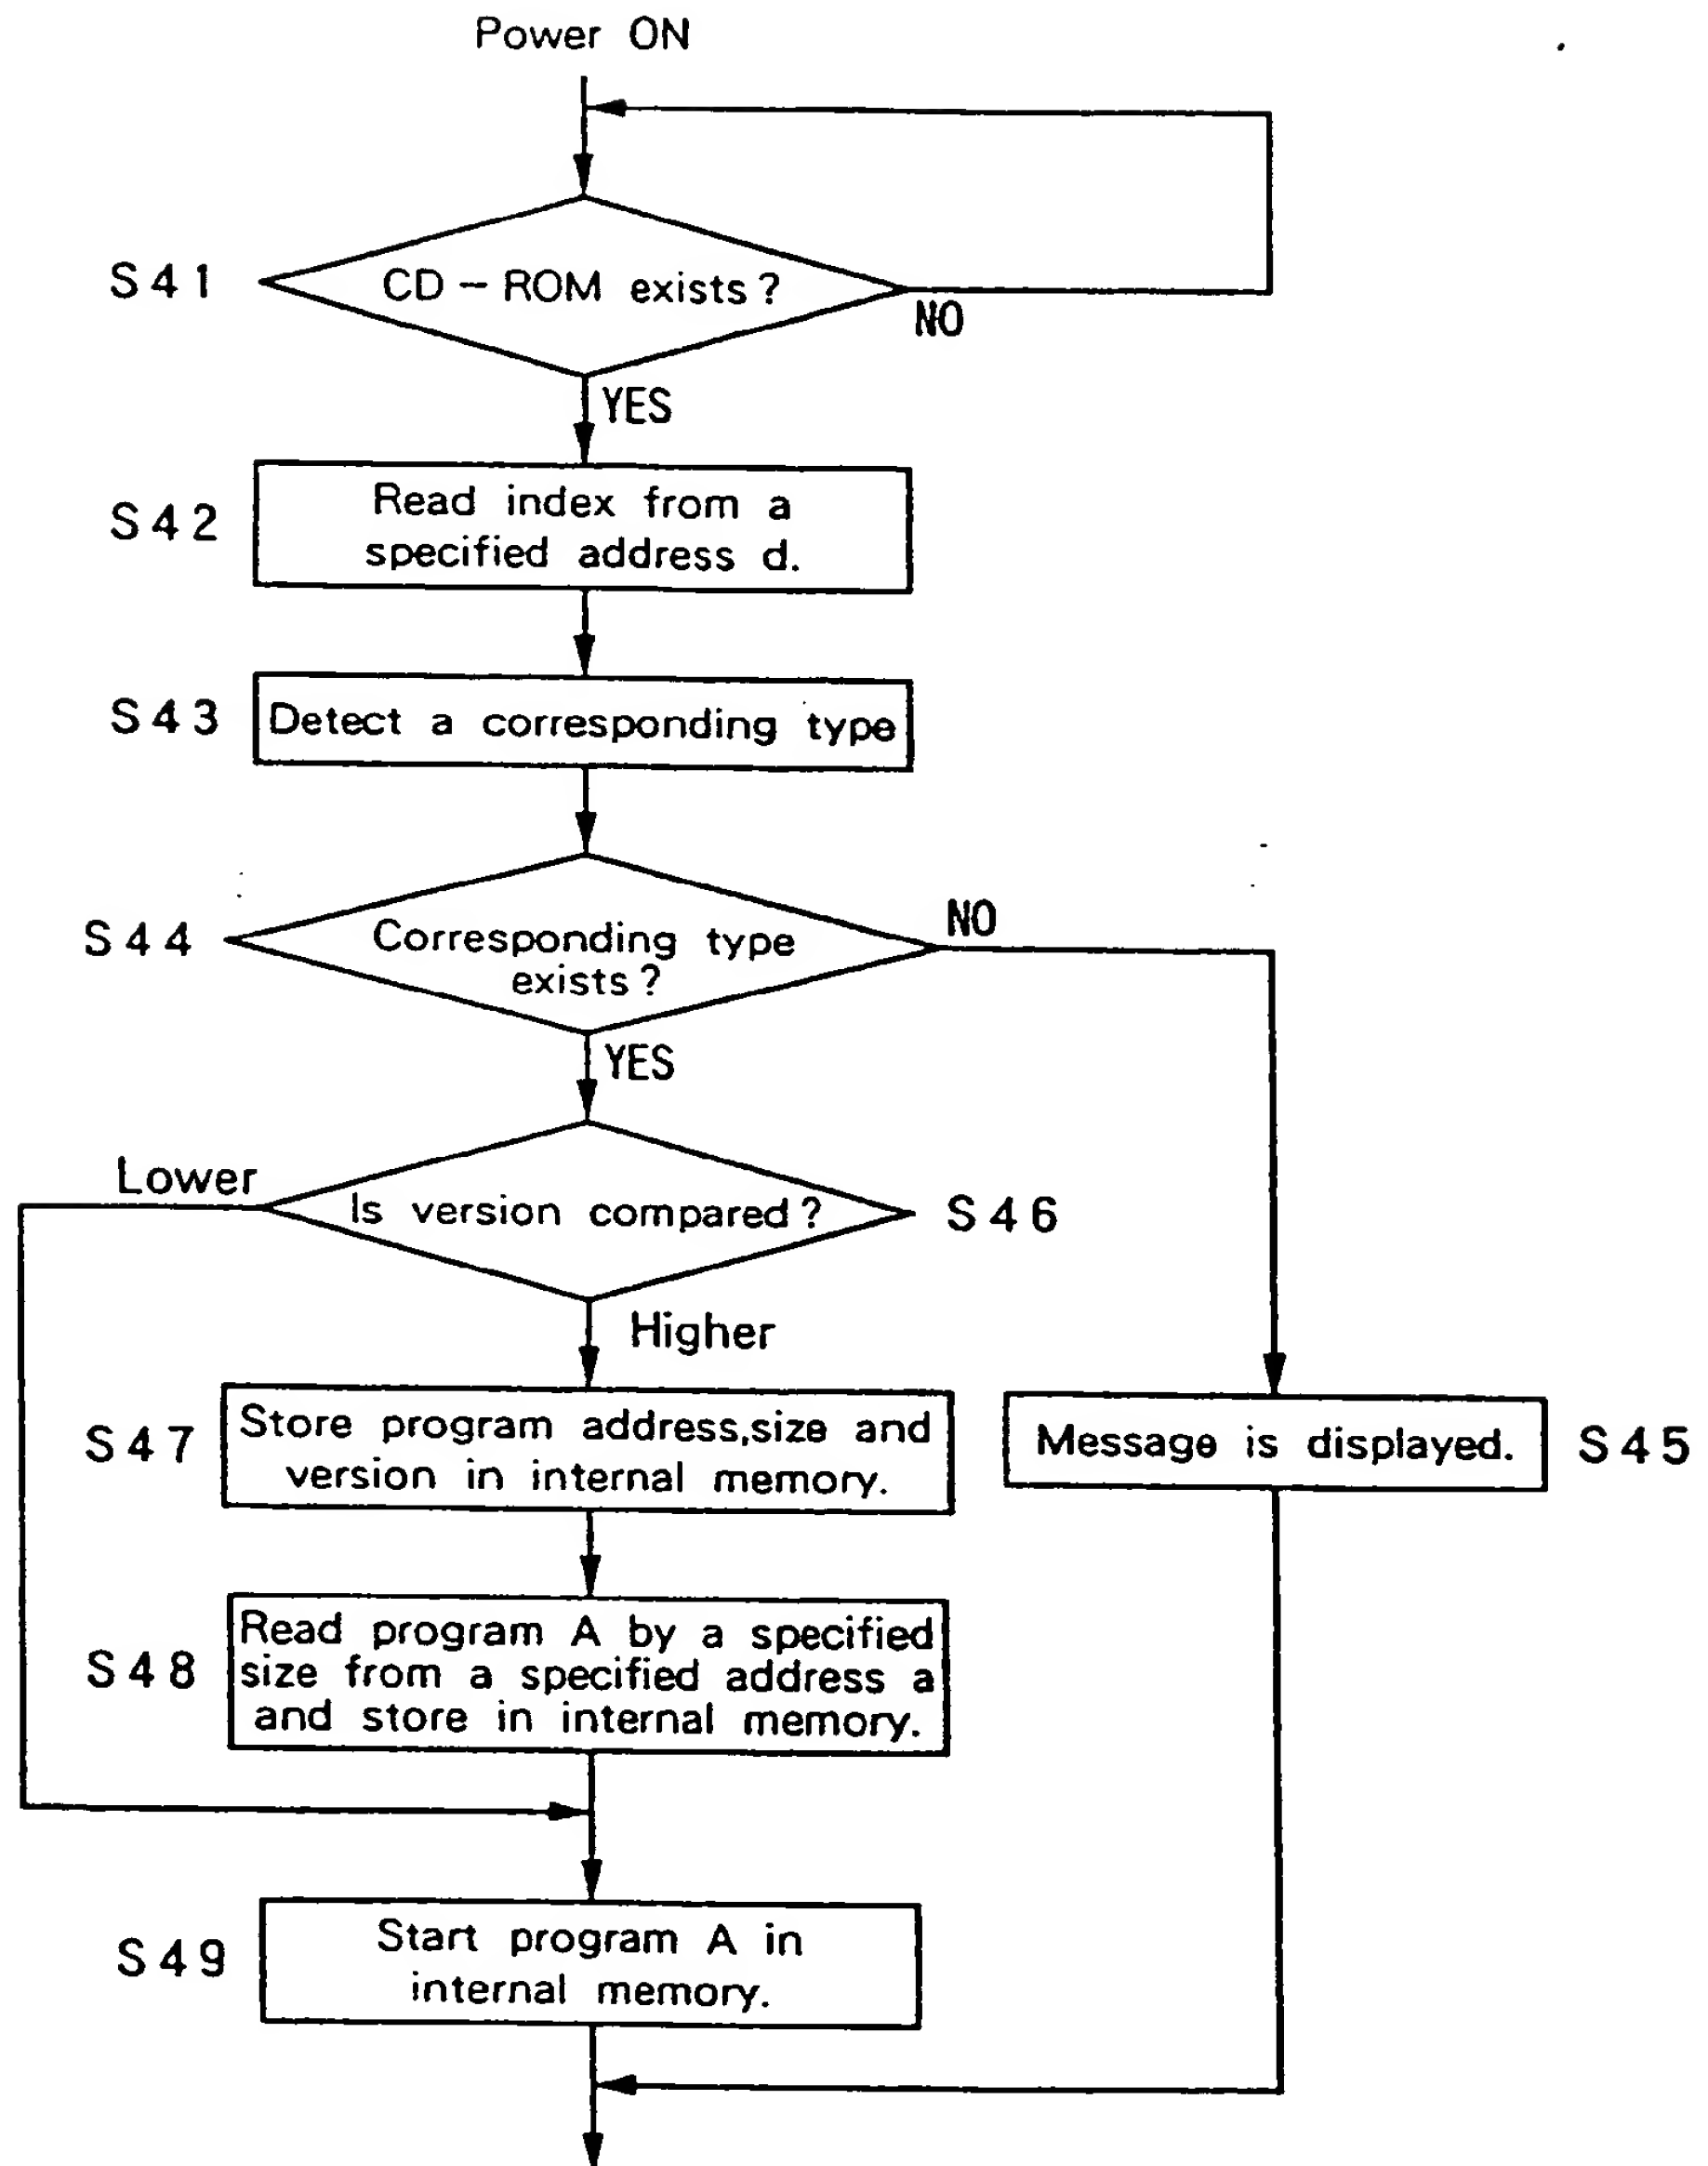 Power ON
S41
CD-ROM exists?
NO
YES
S42
Read index from a
specified address d.
S43
Detect a corresponding type
S44
Corresponding type
exists?
NO
YES
Lower
Is version compared?
S46
Higher
S47
Store program address,size and
version in internal memory.
Message is displayed.
S45
S48
Read program A by a specified
size from a specified address a
and store in internal memory.
S49
Start program A in
internal memory.